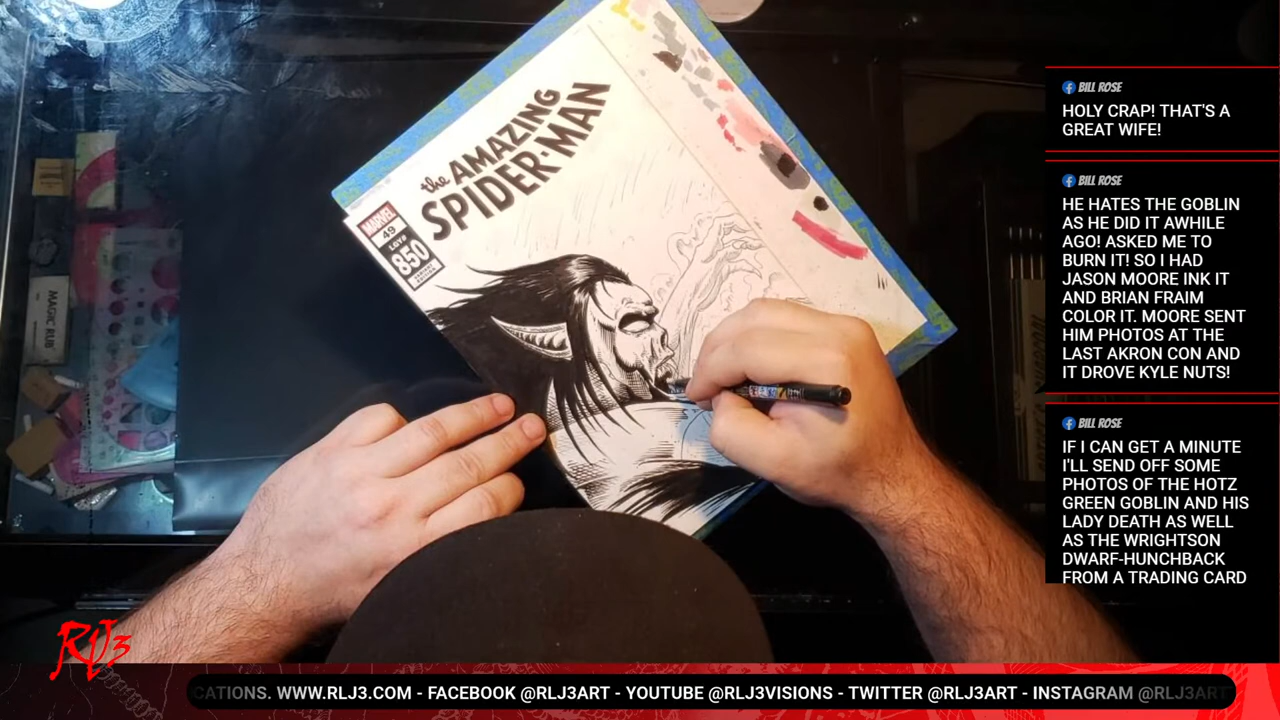 the AMAZING
SPIDER-MAN
MARVEL
49
LGY#
850
VARIANT
EDITION
MAGIC RUB
BILL ROSE
HOLY CRAP! THAT'S A
GREAT WIFE!
BILL ROSE
HE HATES THE GOBLIN
AS HE DID IT AWHILE
AGO! ASKED ME TO
BURN IT! SO I HAD
JASON MOORE INK IT
AND BRIAN FRAIM
COLOR IT. MOORE SENT
HIM PHOTOS AT THE
LAST AKRON CON AND
IT DROVE KYLE NUTS!
BILL ROSE
IF I CAN GET A MINUTE
I'LL SEND OFF SOME
PHOTOS OF THE HOTZ
GREEN GOBLIN AND HIS
LADY DEATH AS WELL
AS THE WRIGHTSON
DWARF-HUNCHBACK
FROM A TRADING CARD
RLJ3
CATIONS. WWW.RLJ3.COM - FACEBOOK @RLJ3ART - YOUTUBE @RLJ3VISIONS - TWITTER @RLJ3ART - INSTAGRAM @RLJ3ART